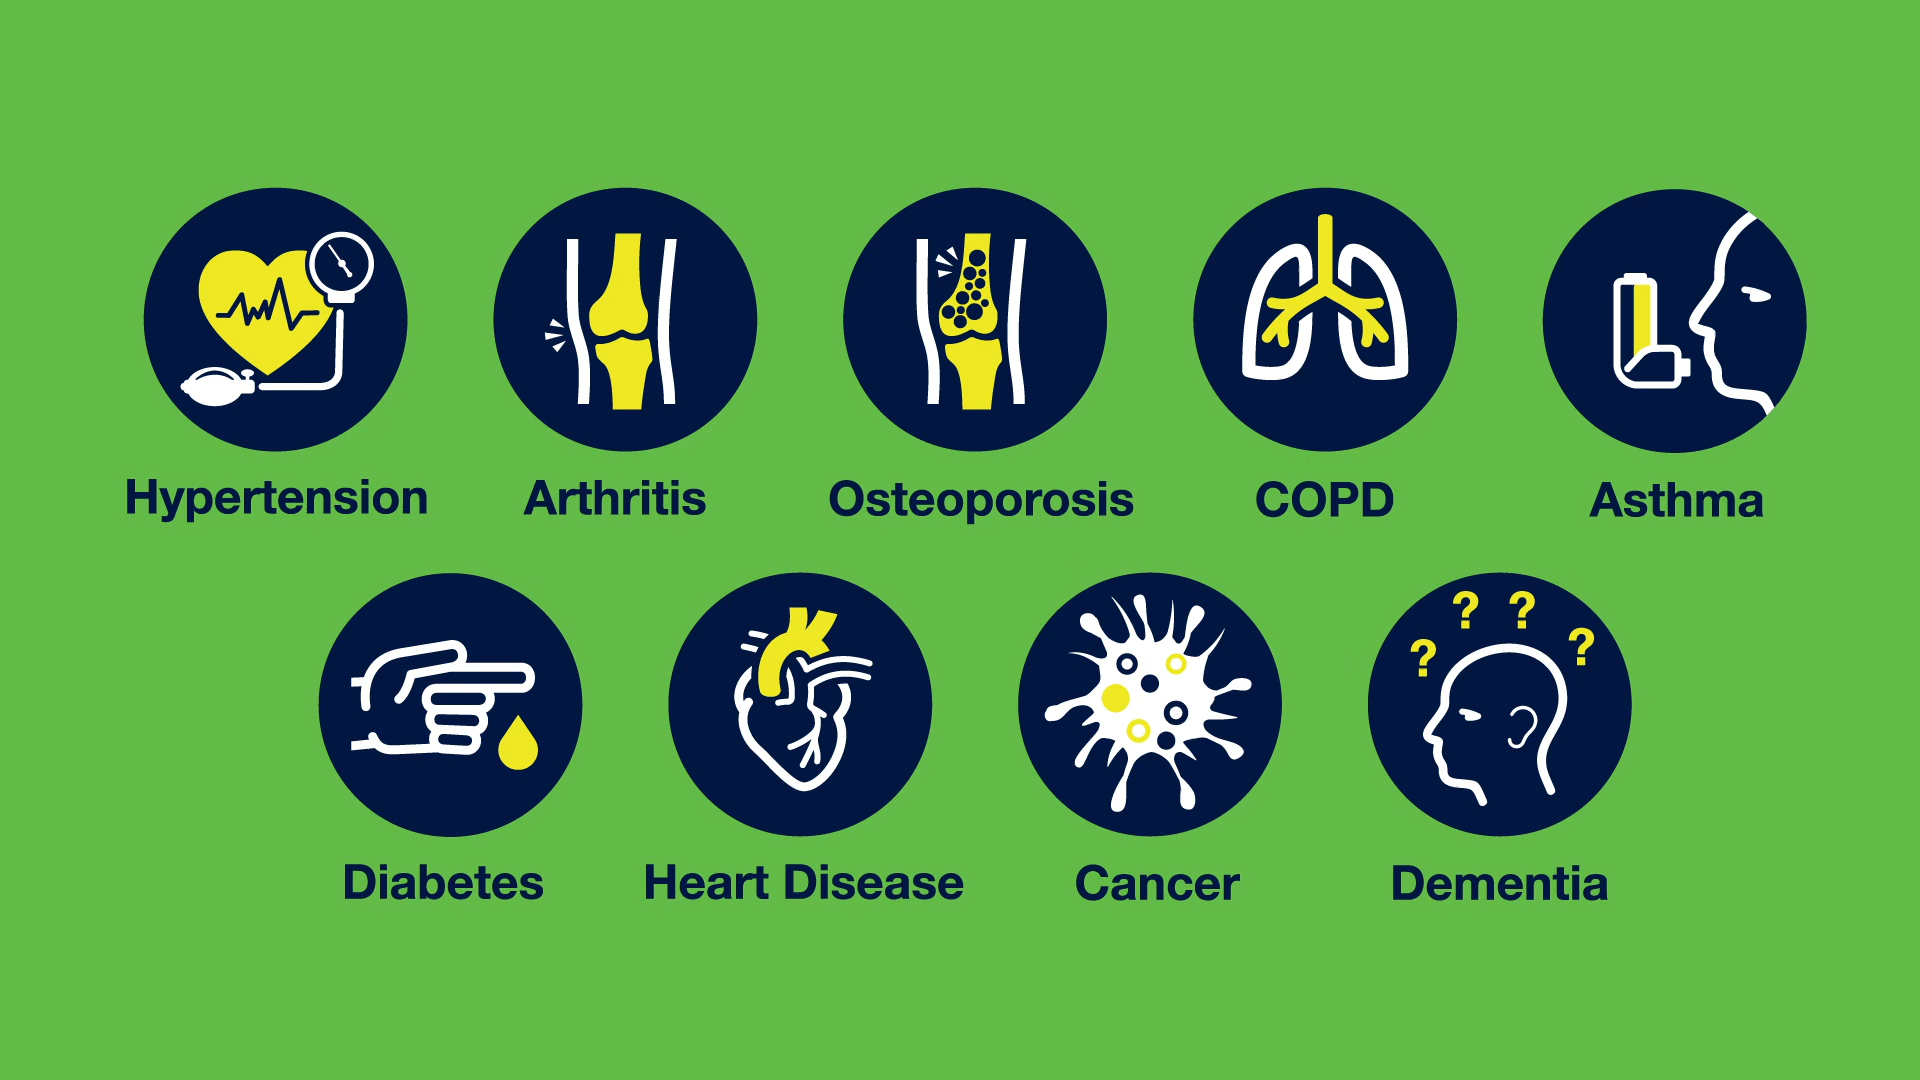 Hypertension
Arthritis
Osteoporosis
COPD
Asthma
? ? ? ?
Diabetes
Heart Disease
Cancer
Dementia